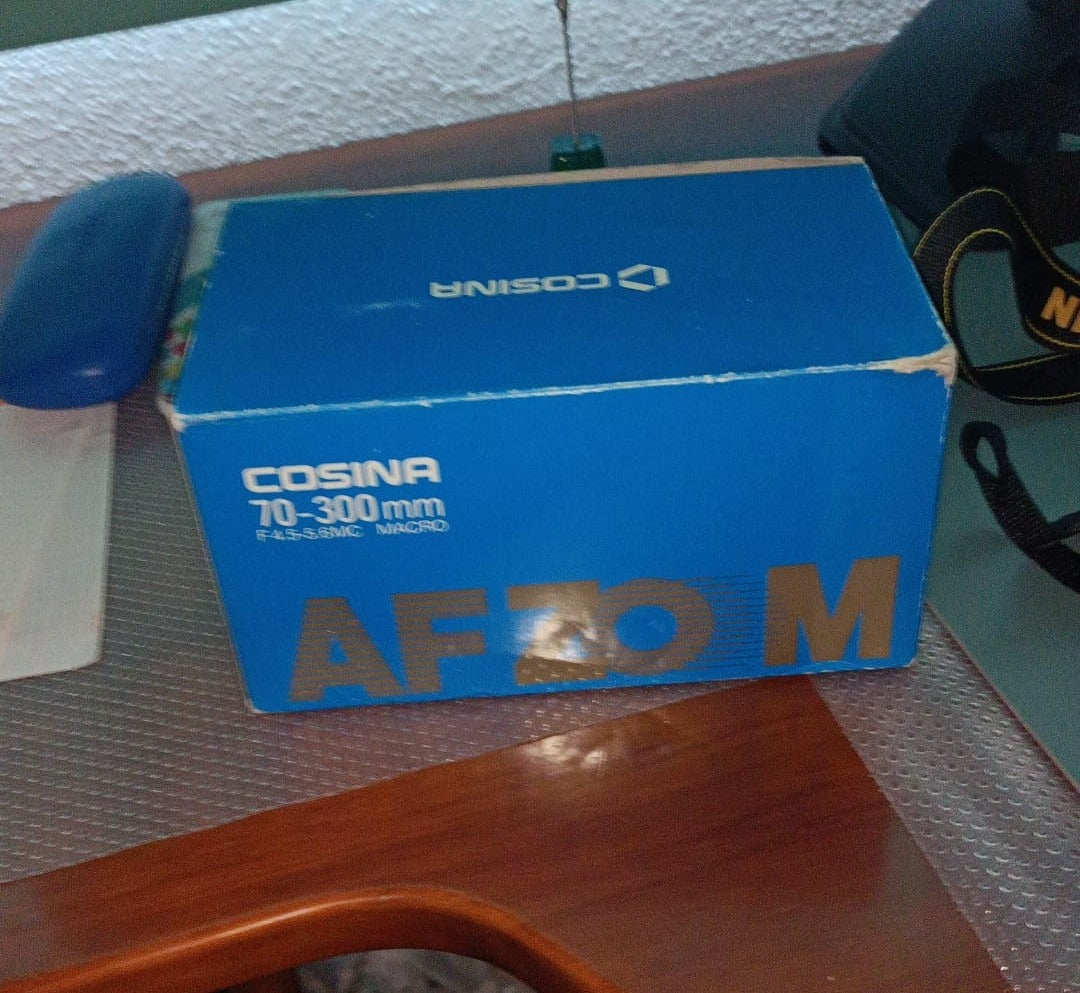 COSINA
COSINA
70-300mm
F4.5-5.6MC MACRO
AF ZOOM